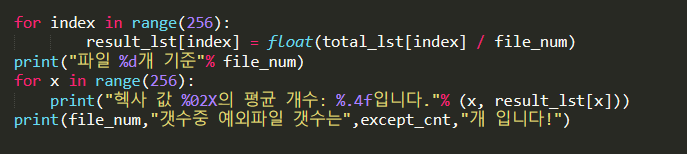 for index in range(256):
        result_lst[index] = float(total_lst[index] / file_num)
print("파일 %d개 기준"% file_num)
for x in range(256):
    print("헥사 값 %02X의 평균 개수: %.4f입니다."% (x, result_lst[x]))
print(file_num,"갯수중 예외파일 갯수는",except_cnt,"개 입니다!")